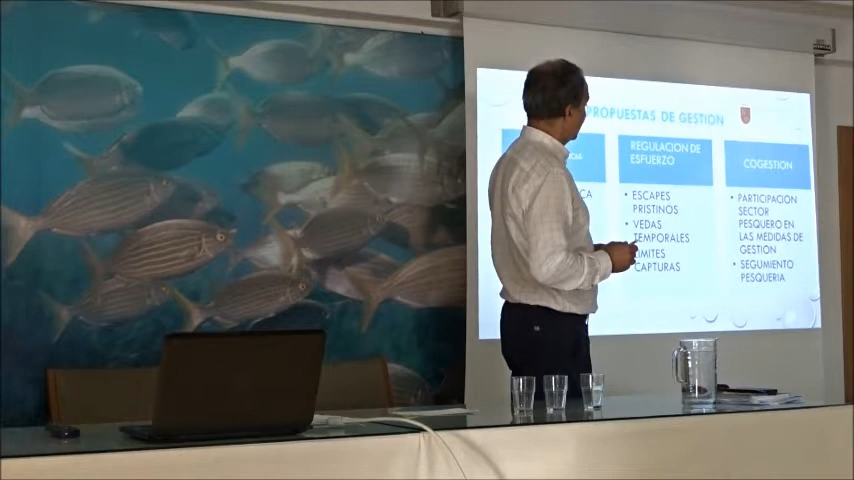 PROPUESTAS DE GESTION
REGULACION DE
ESFUERZO
• ESCAPES
PRISTINOS
• VEDAS
TEMPORALES
LIMITES
CAPTURAS
COGESTION
• PARTICIPACION
SECTOR
PESQUERO EN
LAS MEDIDAS DE
GESTION
• SEGUIMIENTO
PESQUERIA